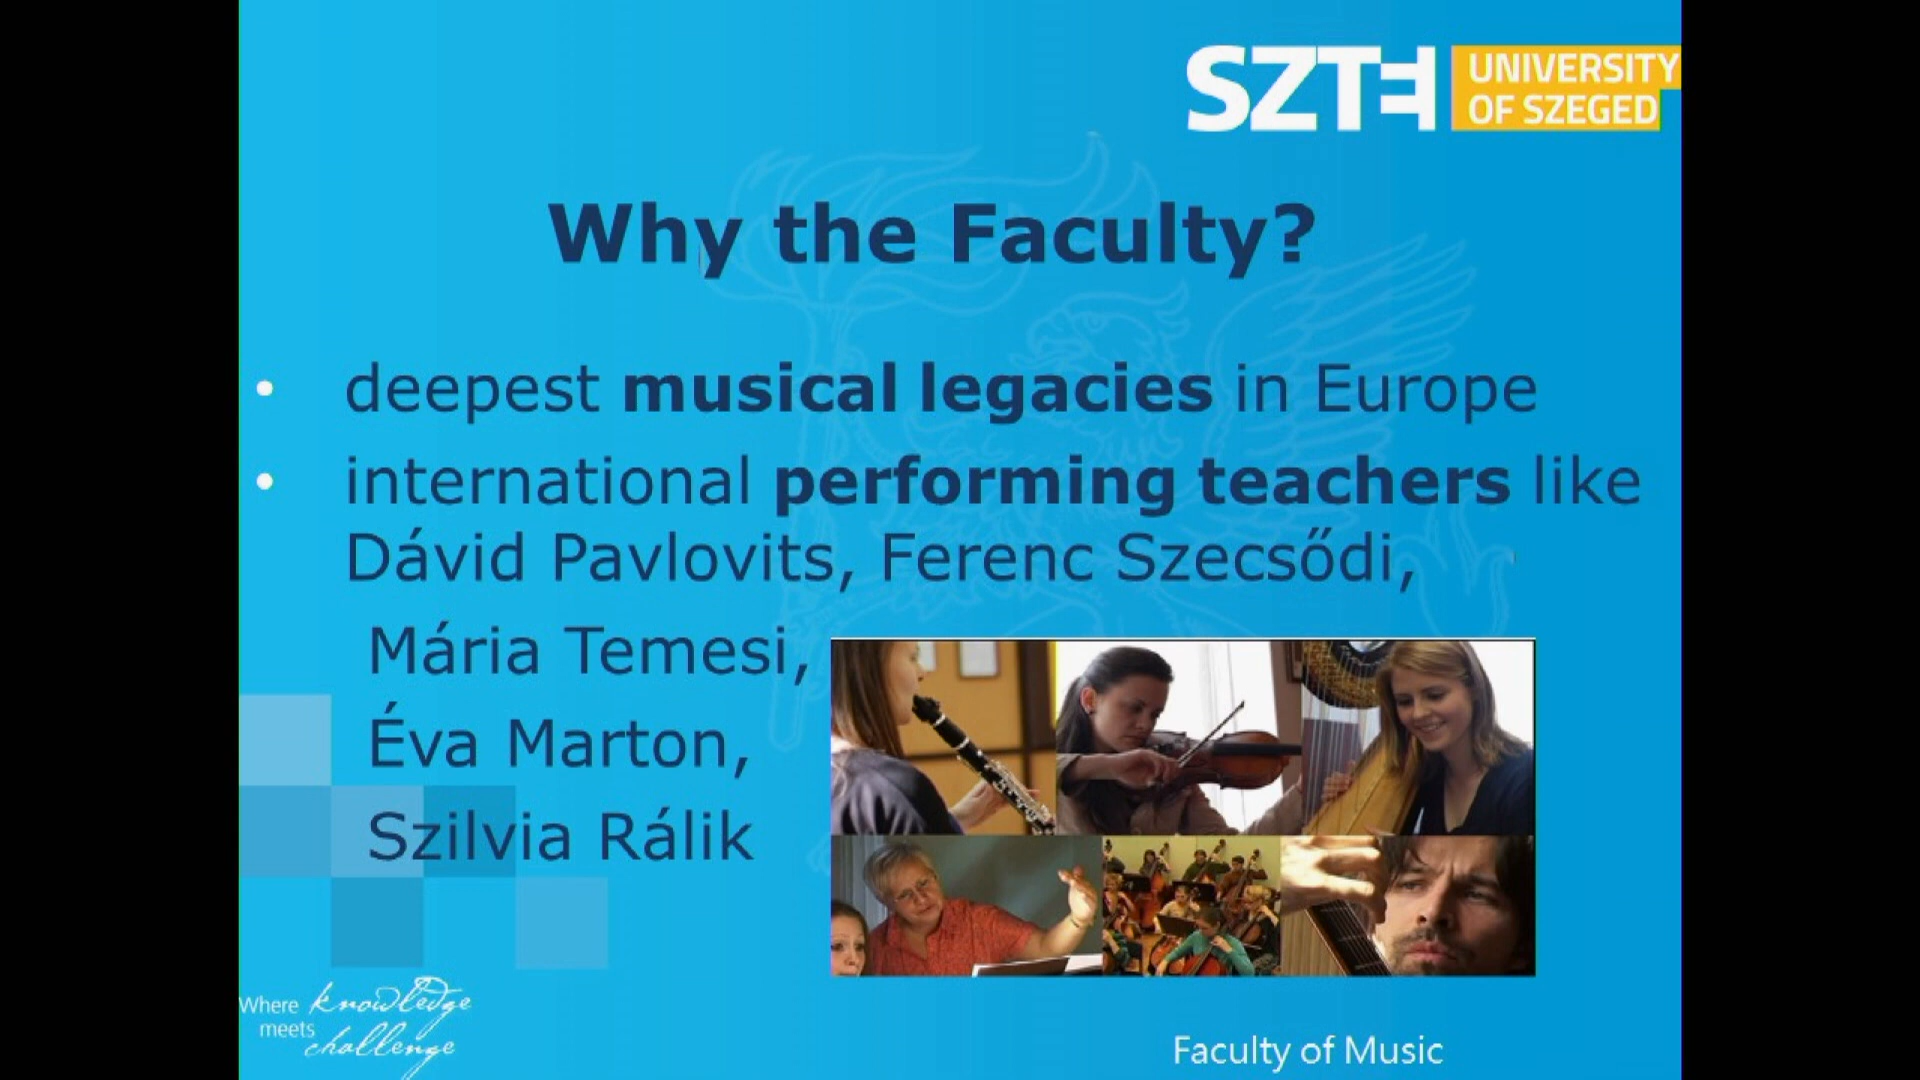 SZTE UNIVERSITY
OF SZEGED
Why the Faculty?
• deepest musical legacies in Europe
• international performing teachers like
Dávid Pavlovits, Ferenc Szecsődi,
Mária Temesi,
Éva Marton,
Szilvia Rálik
Where knowledge
meets challenge
Faculty of Music